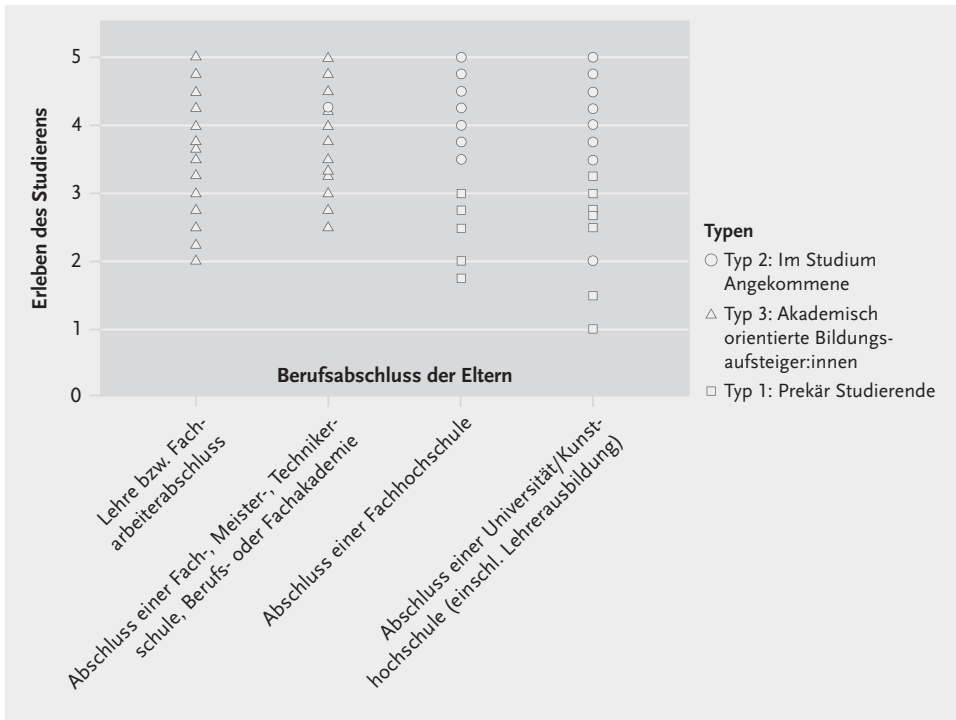 5
4
3
2
1
0
Erleben des Studierens
Berufsabschluss der Eltern
Lehre bzw. Fach-
arbeiterabschluss
Abschluss einer Fach-, Meister-, Techniker-
schule, Berufs- oder Fachakademie
Abschluss einer Fachhochschule
Abschluss einer Universität/Kunst-
hochschule (einschl. Lehrerausbildung)
Typen
Typ 2: Im Studium
Angekommene
Typ 3: Akademisch
orientierte Bildungs-
aufsteiger:innen
Typ 1: Prekär Studierende